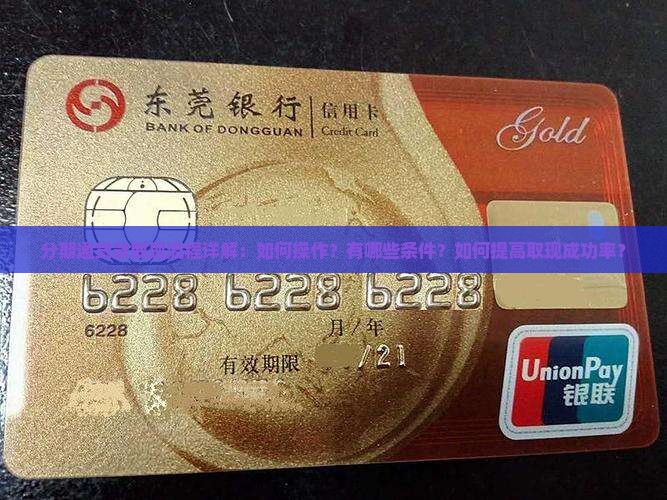 东莞银行 信用卡
BANK OF DONGGUAN Credit Card
Gold
详解：如何操作？有哪些条件？如何提高取现成功率？
6228 6228 6228
6228
月/年
有效期限 /21
UnionPay
银联